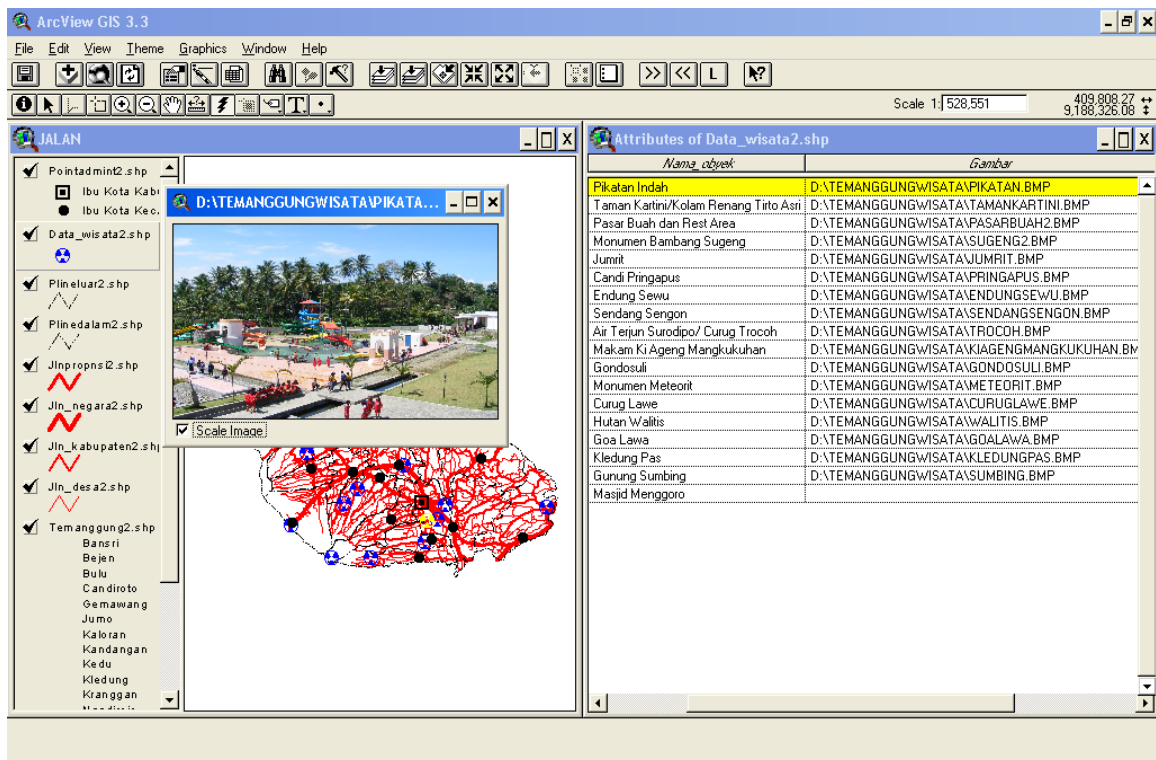 ArcView GIS 3.3
File Edit View Theme Graphics Window Help
Scale 1: 528,551
409,808.27
9,188,326.08
JALAN
Pointadmint2.shp
Ibu Kota Kabu
Ibu Kota Kec.
Data_wisata2.shp
Plineluar2.shp
Plinedalam2.shp
Jlnpropnsi2.shp
Jln_negara2.shp
Jln_kabupaten2.shp
Jln_desa2.shp
Temanggung2.shp
Bansri
Bejen
Bulu
Candiroto
Gemawang
Jumo
Kaloran
Kandangan
Kedu
Kledung
Kranggan
D:\TEMANGGUNGWISATA\PIKATA...
Scale Image
Attributes of Data_wisata2.shp
Nama_obyek Gambar
Pikatan Indah D:\TEMANGGUNGWISATA\PIKATAN.BMP
Taman Kartini/Kolam Renang Tirto Asri D:\TEMANGGUNGWISATA\TAMANKARTINI.BMP
Pasar Buah dan Rest Area D:\TEMANGGUNGWISATA\PASARBUAH2.BMP
Monumen Bambang Sugeng D:\TEMANGGUNGWISATA\SUGENG2.BMP
Jumrit D:\TEMANGGUNGWISATA\JUMRIT.BMP
Candi Pringapus D:\TEMANGGUNGWISATA\PRINGAPUS.BMP
Endung Sewu D:\TEMANGGUNGWISATA\ENDUNGSEWU.BMP
Sendang Sengon D:\TEMANGGUNGWISATA\SENDANGSENGON.BMP
Air Terjun Surodipo/ Curug Trocoh D:\TEMANGGUNGWISATA\TROCOH.BMP
Makam Ki Ageng Mangkukuhan D:\TEMANGGUNGWISATA\KIAGENGMANGKUKUHAN.BM
Gondosuli D:\TEMANGGUNGWISATA\GONDOSULI.BMP
Monumen Meteorit D:\TEMANGGUNGWISATA\METEORIT.BMP
Curug Lawe D:\TEMANGGUNGWISATA\CURUGLAWE.BMP
Hutan Walitis D:\TEMANGGUNGWISATA\WALITIS.BMP
Goa Lawa D:\TEMANGGUNGWISATA\GOALAWA.BMP
Kledung Pas D:\TEMANGGUNGWISATA\KLEDUNGPAS.BMP
Gunung Sumbing D:\TEMANGGUNGWISATA\SUMBING.BMP
Masjid Menggoro